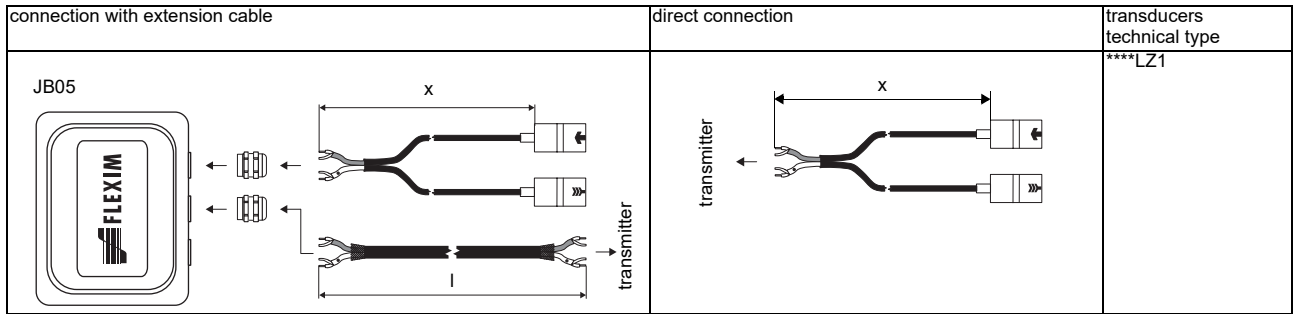 connection with extension cable
direct connection
transducers
technical type
****LZ1
JB05
FLEXIM
x
l
transmitter
x
transmitter